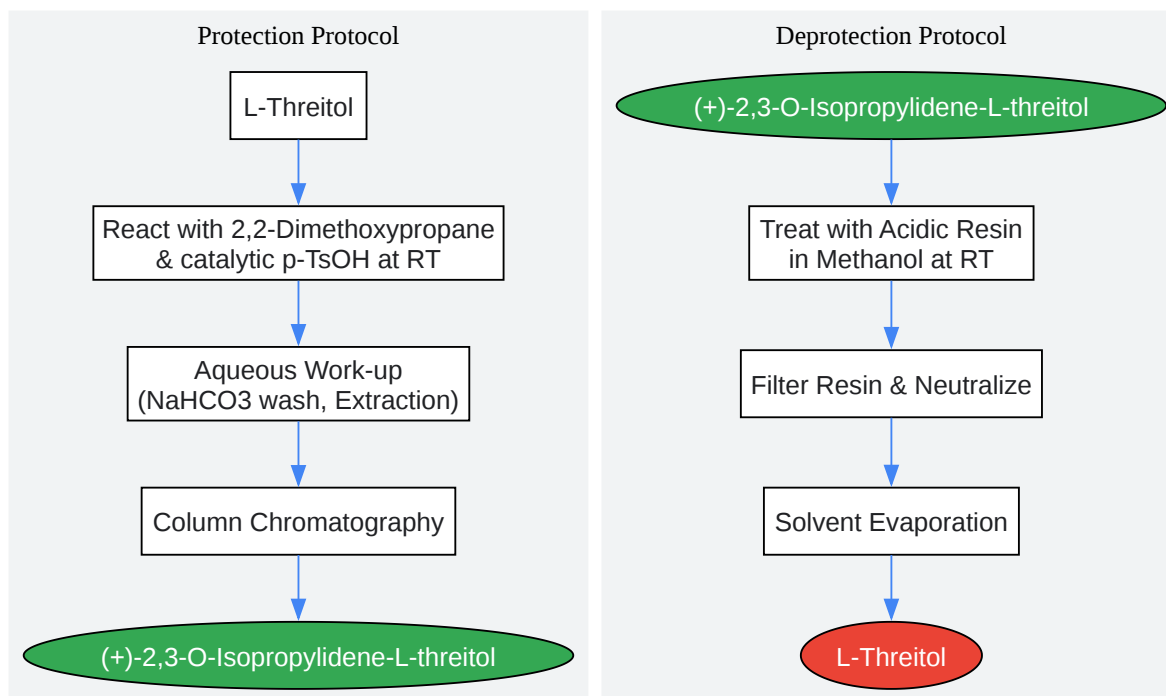 Protection Protocol
L-Threitol
React with 2,2-Dimethoxypropane
& catalytic p-TsOH at RT
Aqueous Work-up
(NaHCO3 wash, Extraction)
Column Chromatography
(+)-2,3-O-Isopropylidene-L-threitol
Deprotection Protocol
(+)-2,3-O-Isopropylidene-L-threitol
Treat with Acidic Resin
in Methanol at RT
Filter Resin & Neutralize
Solvent Evaporation
L-Threitol